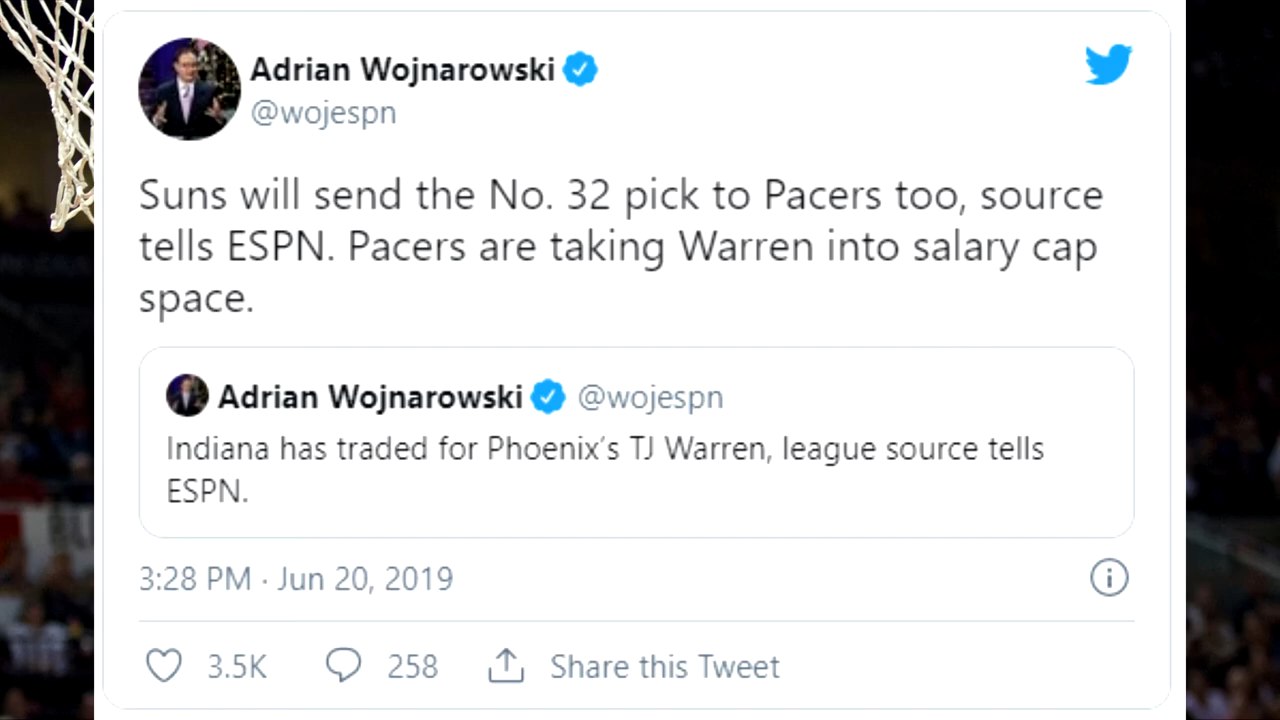 Adrian Wojnarowski
@wojespn
Suns will send the No. 32 pick to Pacers too, source
tells ESPN. Pacers are taking Warren into salary cap
space.
Adrian Wojnarowski @wojespn
Indiana has traded for Phoenix's TJ Warren, league source tells
ESPN.
3:28 PM · Jun 20, 2019
3.5K 258 Share this Tweet